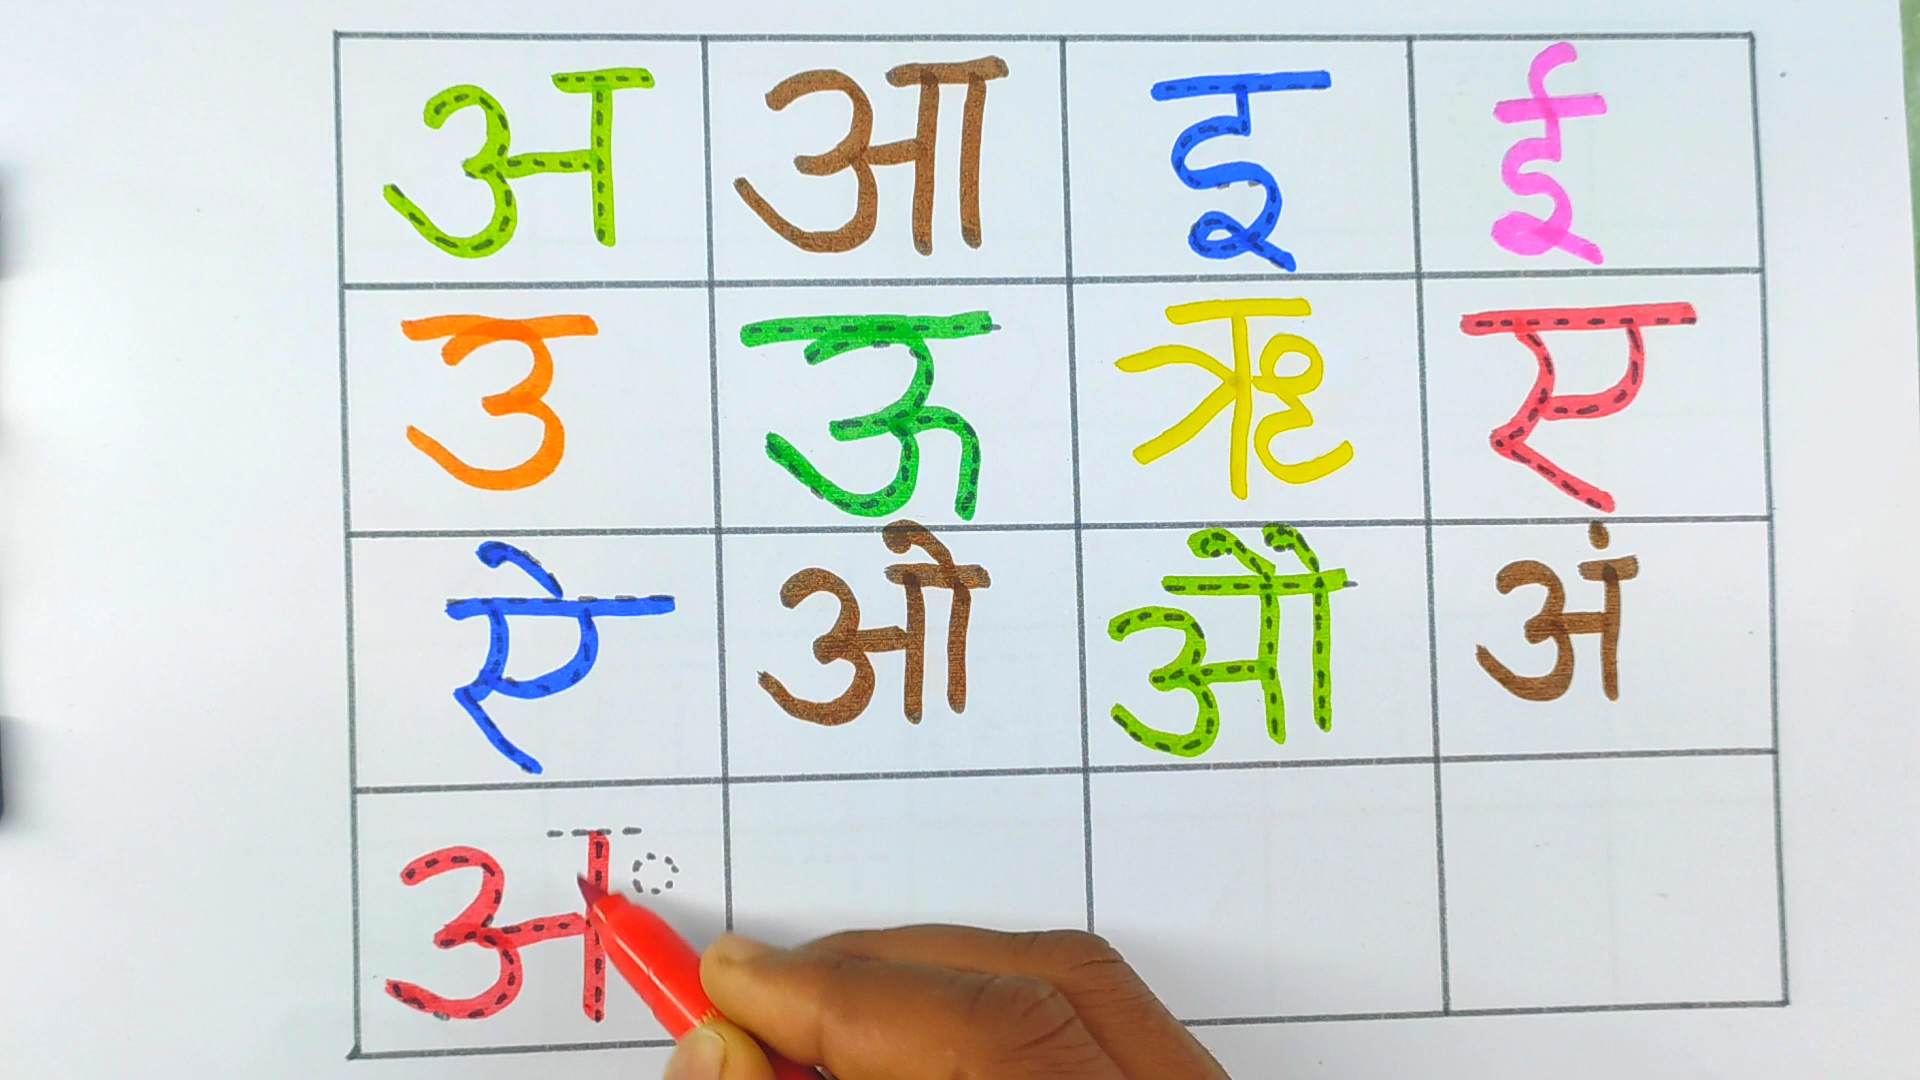 अ आ इ ई
उ ऊ ऋ ए
ऐ ओ औ अं
अः